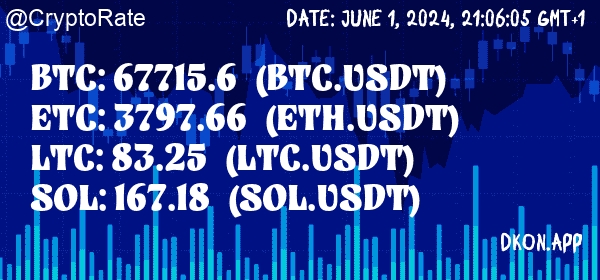 @CryptoRate
DATE: JUNE 1, 2024, 21:06:05 GMT+1
BTC: 67715.6 (BTC.USDT)
ETC: 3797.66 (ETH.USDT)
LTC: 83.25 (LTC.USDT)
SOL: 167.18 (SOL.USDT)
DKON.APP